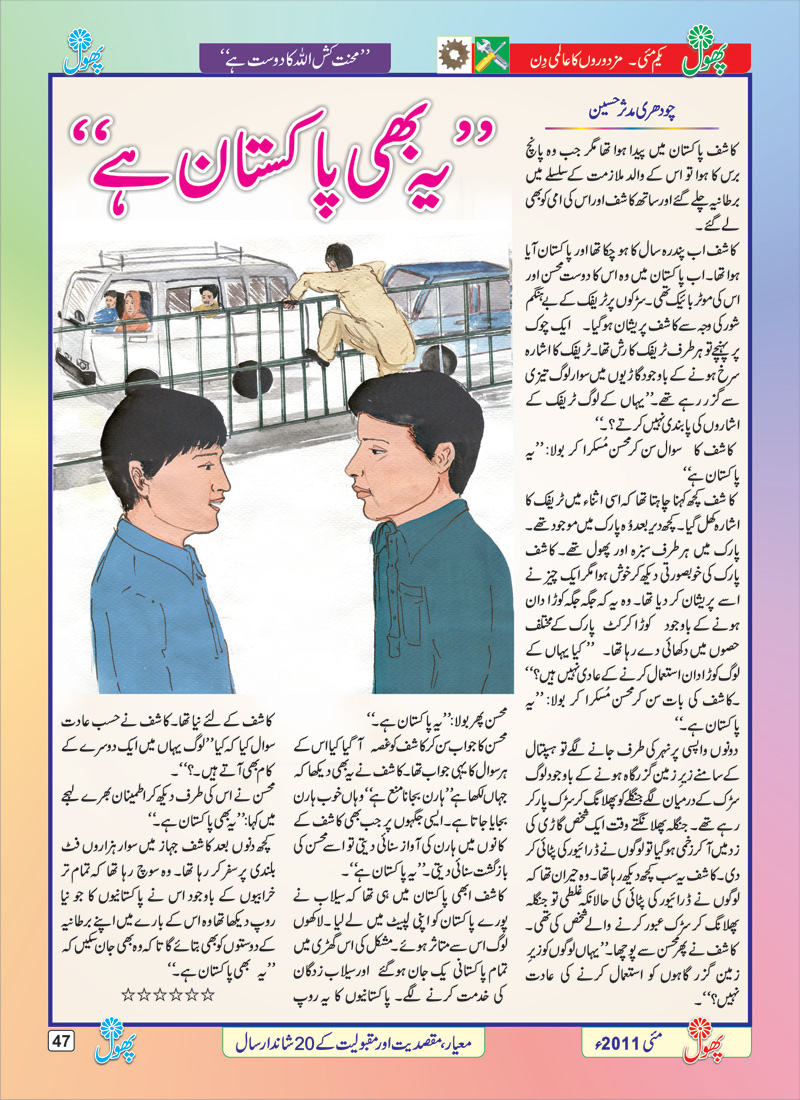 پھول
یکم مئی۔ مزدوروں کا عالمی دِن
’’محنت کش اللہ کا دوست ہے‘‘
پھول
’’یہ بھی پاکستان ہے‘‘
چودھری مدثر حسین
کاشف پاکستان میں پیدا ہوا تھا مگر جب وہ پانچ
برس کا ہوا تو اس کے والد ملازمت کے سلسلے میں
برطانیہ چلے گئے اور ساتھ کاشف اور اس کی امی کو بھی
لے گئے۔
کاشف اب پندرہ سال کا ہو چکا تھا اور پاکستان آیا
ہوا تھا۔ اب پاکستان میں وہ اس کا دوست محسن اور
اس کی موٹر بائیک تھی۔ سڑکوں پر ٹریفک کے بے ہنگم
شور کی وجہ سے کاشف پریشان ہو گیا۔ ایک چوک
پر پہنچے تو ہر طرف ٹریفک کا رش تھا۔ ٹریفک کا اشارہ
سرخ ہونے کے باوجود گاڑیوں میں سوار لوگ تیزی
سے گزر رہے تھے۔ ’’یہاں کے لوگ ٹریفک کے
اشاروں کی پابندی نہیں کرتے؟۔‘‘
کاشف کا سوال سن کر محسن مُسکرا کر بولا: ’’یہ
پاکستان ہے‘‘
کاشف کچھ کہنا چاہتا تھا کہ اسی اثناء میں ٹریفک کا
اشارہ کھل گیا۔ کچھ دیر بعد وُہ پارک میں موجود تھے۔
پارک میں ہر طرف سبزہ اور پھول تھے۔ کاشف
پارک کی خوبصورتی دیکھ کر خوش ہوا مگر ایک چیز نے
اسے پریشان کر دیا تھا۔ وہ یہ کہ جگہ جگہ کوڑا دان
ہونے کے باوجود کوڑا کرکٹ پارک کے مختلف
حصوں میں دکھائی دے رہا تھا۔ ’’کیا یہاں کے
لوگ کوڑا دان استعمال کرنے کے عادی نہیں ہیں؟‘‘
۔کاشف کی بات سن کر محسن مُسکرا کر بولا: ’’یہ
پاکستان ہے۔‘‘
دونوں واپسی پر نہر کی طرف جانے لگے تو ہسپتال
کے سامنے زیرِ زمین گزر گاہ ہونے کے باوجود لوگ
سڑک کے درمیان لگے جنگلے کو پھلانگ کر سڑک پار کر
رہے تھے۔ جنگلہ پھلانگتے وقت ایک شخص گاڑی کی
زد میں آ کر زخمی ہو گیا تو لوگوں نے ڈرائیور کی پٹائی کر
دی۔ کاشف یہ سب کچھ دیکھ رہا تھا۔ وہ حیران تھا کہ
لوگوں نے ڈرائیور کی پٹائی کی حالانکہ غلطی تو جنگلہ
پھلانگ کر سڑک عبور کرنے والے شخص کی تھی۔
کاشف نے پھر محسن سے پوچھا۔ ’’یہاں لوگوں کو زیرِ
زمین گزر گاہوں کو استعمال کرنے کی عادت
نہیں؟‘‘۔
محسن پھر بولا: ’’یہ پاکستان ہے۔‘‘
محسن کا جواب سن کر کاشف کو غصہ آ گیا کیا اس کے
ہر سوال کا یہی جواب تھا۔ کاشف نے یہ بھی دیکھا کہ
جہاں لکھا ہے ’’ہارن بجانا منع ہے‘‘ وہاں خوب ہارن
بجایا جاتا ہے۔ ایسی جگہوں پر جب بھی کاشف کے
کانوں میں ہارن کی آواز سنائی دیتی تو اسے محسن کی
بازگشت سنائی دیتی۔ ’’یہ پاکستان ہے‘‘۔
کاشف ابھی پاکستان میں ہی تھا کہ سیلاب نے
پورے پاکستان کو اپنی لپیٹ میں لے لیا۔ لاکھوں
لوگ اس سے متاثر ہوئے۔ مشکل کی اس گھڑی میں
تمام پاکستانی یک جان ہو گئے اور سیلاب زدگان
کی خدمت کرنے لگے۔ پاکستانیوں کا یہ روپ
کاشف کے لئے نیا تھا۔ کاشف نے حسب عادت
سوال کیا کہ کیا ’’لوگ یہاں میں ایک دوسرے کے
کام بھی آتے ہیں۔؟‘‘۔
محسن نے اس کی طرف دیکھ کر اطمینان بھرے لہجے
میں کہا: ’’یہ بھی پاکستان ہے۔‘‘
کچھ دنوں بعد کاشف جہاز میں سوار ہزاروں فٹ
بلندی پر سفر کر رہا تھا۔ وہ سوچ رہا تھا کہ تمام تر
خرابیوں کے باوجود اس نے پاکستانیوں کا جو نیا
روپ دیکھا تھا وہ اس کے بارے میں اپنے برطانیہ
کے دوستوں کو بھی بتائے گا تا کہ وہ بھی جان سکیں کہ
’’یہ بھی پاکستان ہے۔‘‘
☆☆☆☆☆☆
پھول
مئی 2011ء
معیار، مقصدیت اور مقبولیت کے 20 شاندار سال
پھول
47